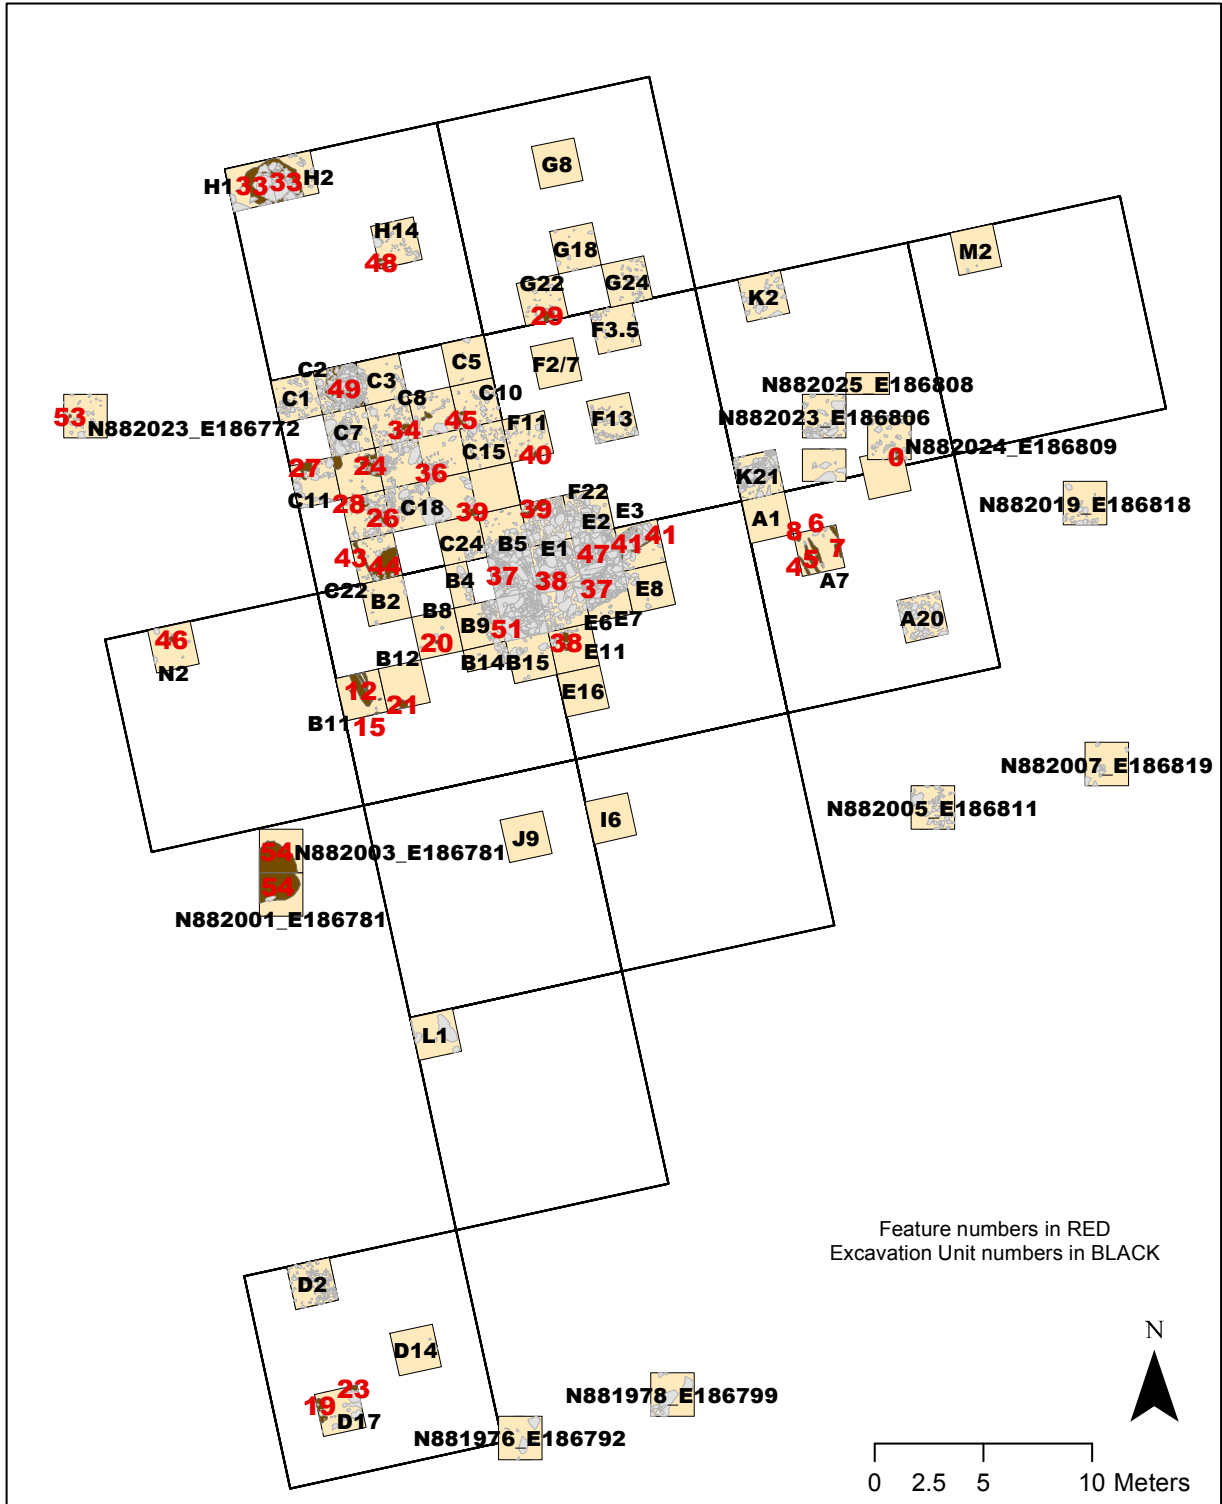 G8
H1
33
33
H2
H14
48
G18
G22
G24
29
M2
K2
F3.5
C5
F2/7
C2
49
C3
C1
C8
C10
N882025_E186808
53
N882023_E186772
C7
34
45
F11
F13
N882023_E186806
N882024_E186809
27
24
36
C15
40
0
K21
C11
28
C18
26
39
39
F22
E3
E2
N882019_E186818
A1
8
6
43
44
C24
B5
E1
47
41
41
4
5
7
A7
C22
B2
B4
37
38
37
E8
A20
B8
B9
51
E6
E7
46
N2
20
38
E11
B12
B14
B15
12
21
E16
B11
15
N882007_E186819
N882005_E186811
I6
J9
54
N882003_E186781
54
N882001_E186781
L1
Feature numbers in RED
Excavation Unit numbers in BLACK
D2
D14
N
23
19
D17
N881978_E186799
N881976_E186792
0 2.5 5 10 Meters